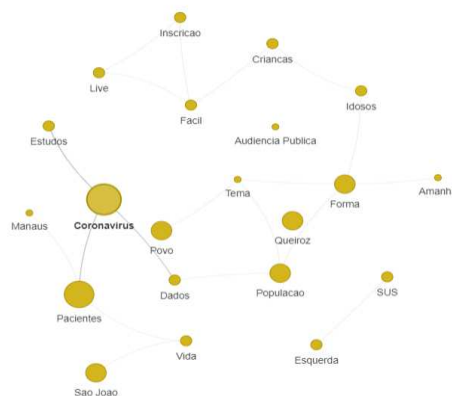 Inscricao
Criancas
Live
Idosos
Facil
Estudos
Audiencia Publica
Tema
Amanh
Forma
Manaus
Coronavirus
Povo
Queiroz
Dados
Populacao
SUS
Pacientes
Vida
Esquerda
Sao Joao